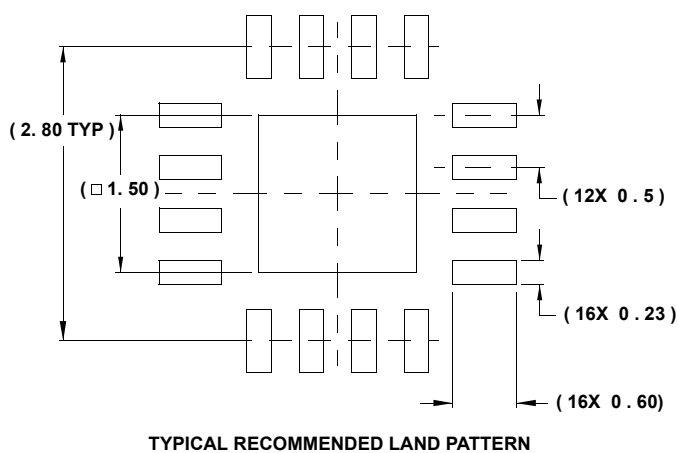 ( 2. 80 TYP )
( □ 1. 50 )
( 12X 0 . 5 )
( 16X 0 . 23 )
( 16X 0 . 60)
TYPICAL RECOMMENDED LAND PATTERN